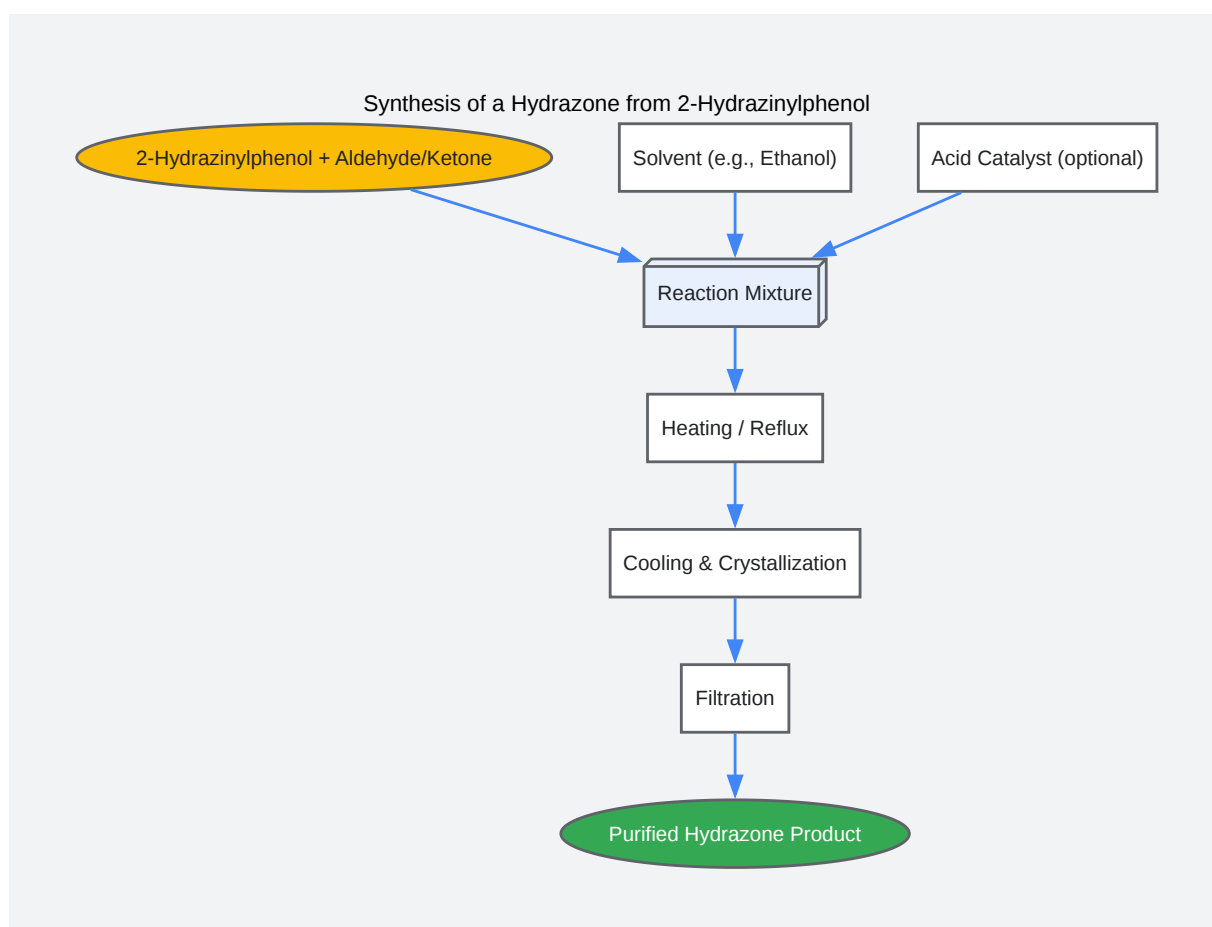 Synthesis of a Hydrazone from 2-Hydrazinylphenol
2-Hydrazinylphenol + Aldehyde/Ketone
Solvent (e.g., Ethanol)
Acid Catalyst (optional)
Reaction Mixture
Heating / Reflux
Cooling & Crystallization
Filtration
Purified Hydrazone Product